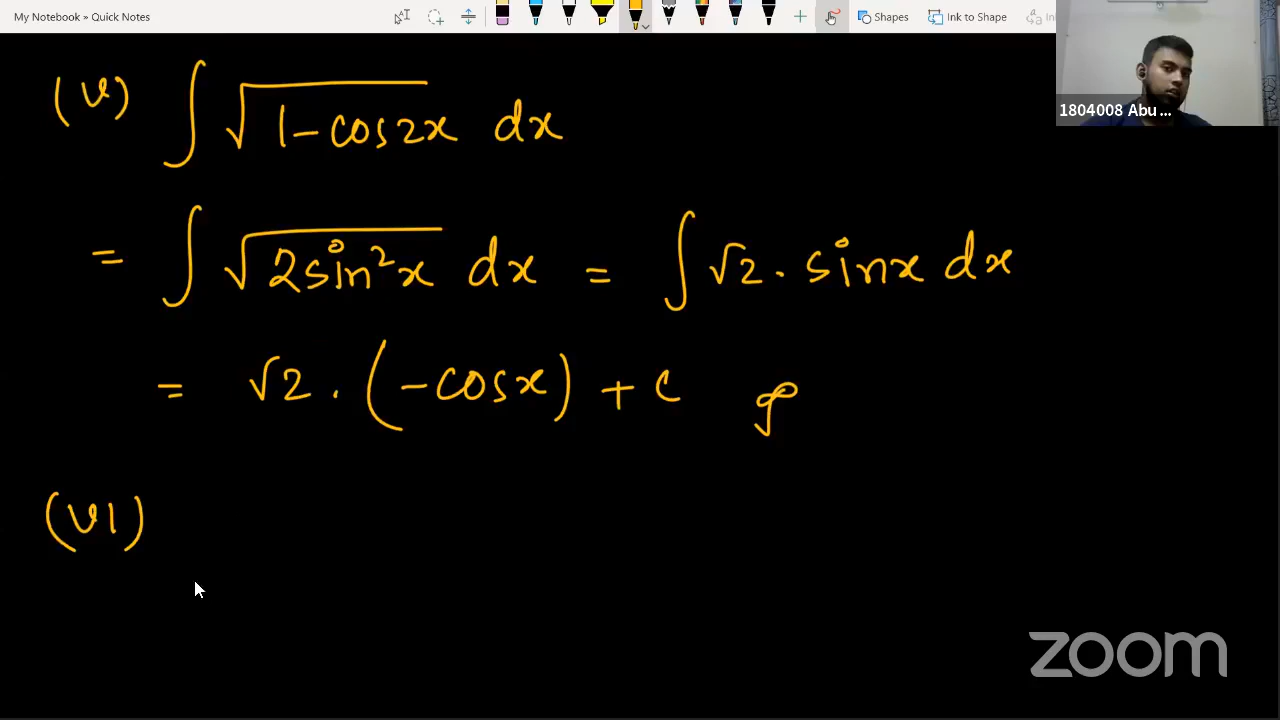 My Notebook » Quick Notes
Shapes
Ink to Shape
In
1804008 Abu ...
(v) ∫ √(1-cos2x) dx
= ∫ √(2sin²x) dx = ∫ √2 . sinx dx
= √2 . (-cosx) + c
(VI)
zoom